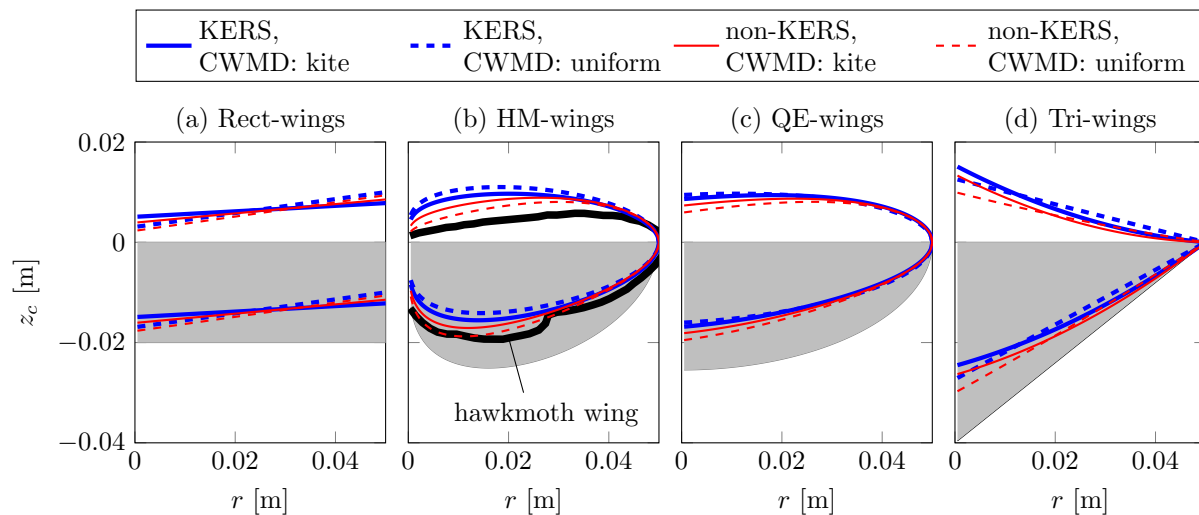 KERS, KERS, non-KERS, non-KERS,
CWMD: kite CWMD: uniform CWMD: kite CWMD: uniform
(a) Rect-wings (b) HM-wings (c) QE-wings (d) Tri-wings
0.02
0
−0.02
−0.04
z_c [m]
hawkmoth wing
0 0.02 0.04 0 0.02 0.04 0 0.02 0.04 0 0.02 0.04
r [m] r [m] r [m] r [m]